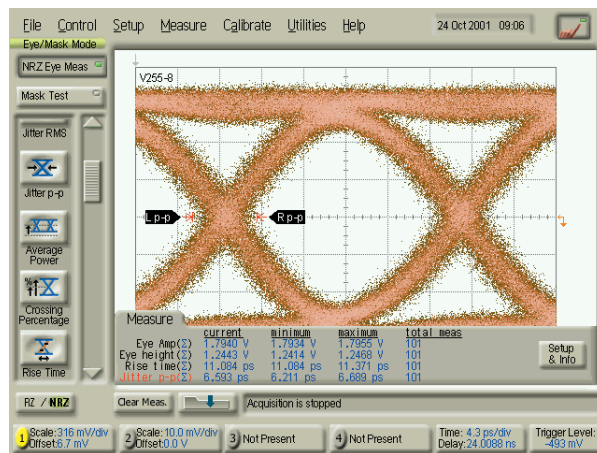 File Control Setup Measure Calibrate Utilities Help 24 Oct 2001 09:06
Eye/Mask Mode
NRZ Eye Meas
Mask Test
Jitter RMS
Jitter p-p
Average
Power
Crossing
Percentage
Rise Time
V255-8
L p-p R p-p
Measure
current minimum maximum total meas
Eye Amp(Σ) 1.7940 V 1.7934 V 1.7955 V 101
Eye height(Σ) 1.2443 V 1.2414 V 1.2468 V 101
Rise time(Σ) 11.084 ps 11.084 ps 11.371 ps 101
Jitter p-p(Σ) 6.593 ps 6.211 ps 6.689 ps 101
Setup
& Info
RZ / NRZ Clear Meas. Acquisition is stopped
1 Scale:316 mV/div
Offset:6.7 mV
2 Scale:10.0 mV/div
Offset:0.0 V
3 Not Present
4 Not Present
Time: 4.3 ps/div
Delay:24.0088 ns
Trigger Level:
-493 mV